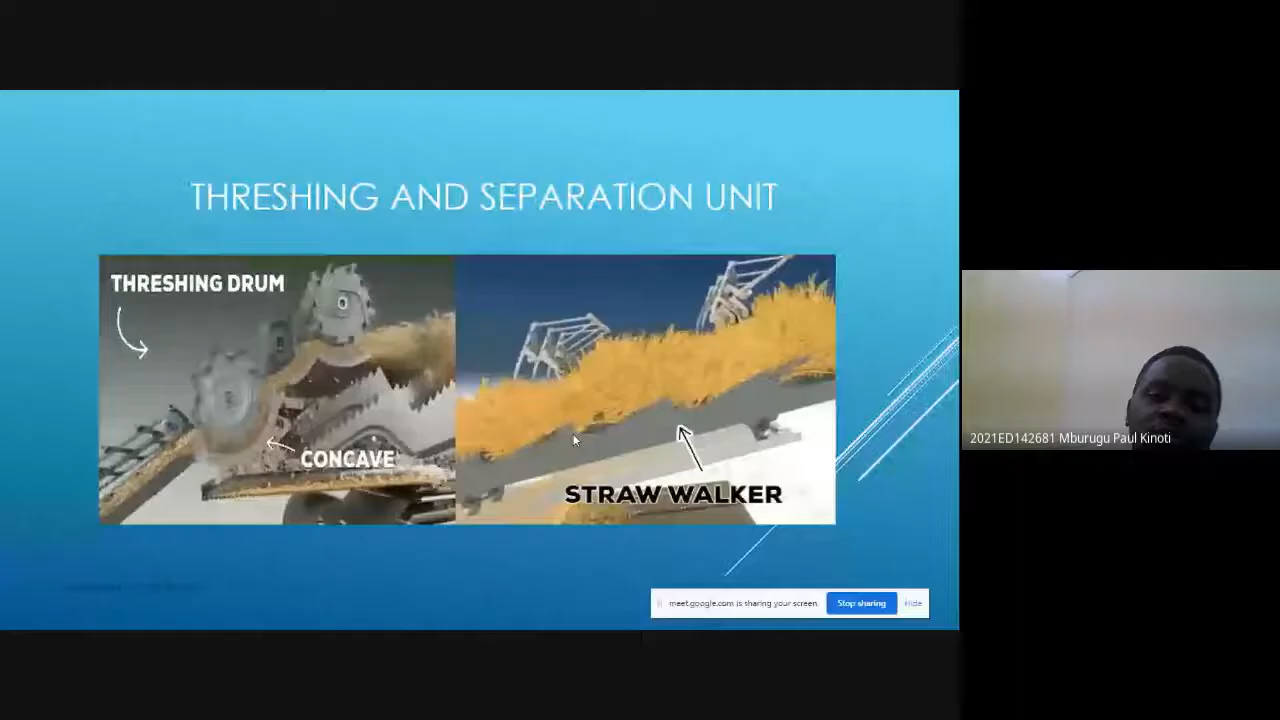 THRESHING AND SEPARATION UNIT
THRESHING DRUM
CONCAVE
STRAW WALKER
meet.google.com is sharing your screen.
Stop sharing
Hide
2021ED142681 Mburugu Paul Kinoti